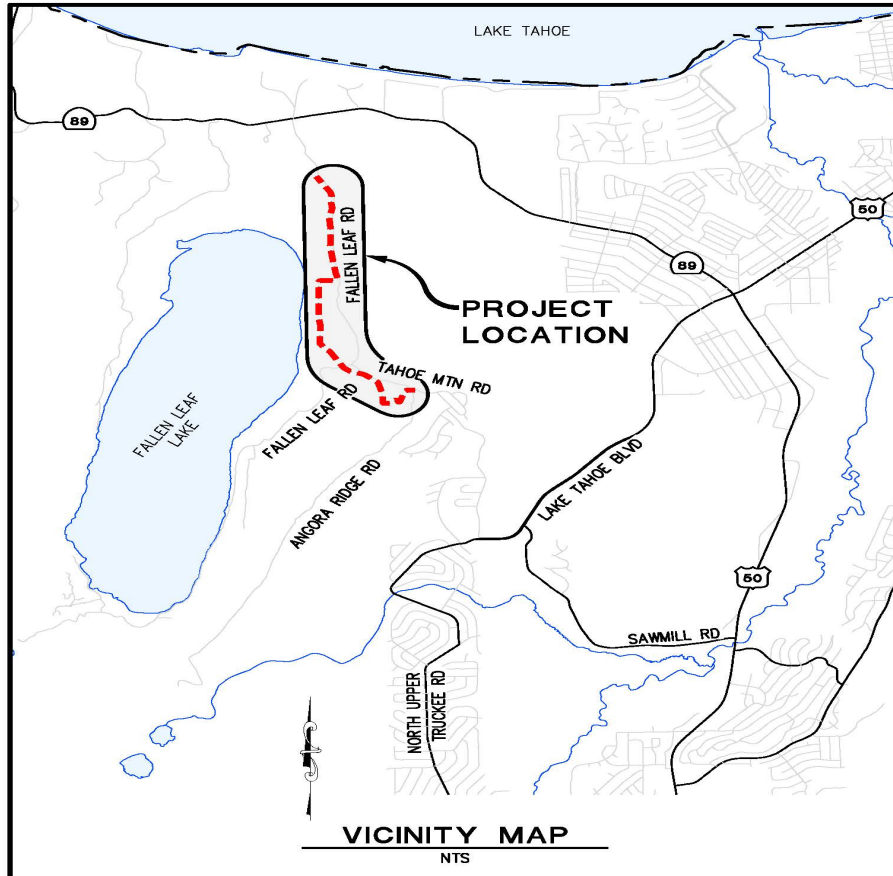 LAKE TAHOE
89
50
FALLEN LEAF RD
89
PROJECT
LOCATION
TAHOE MTN RD
FALLEN LEAF
LAKE
FALLEN LEAF RD
ANGORA RIDGE RD
LAKE TAHOE BLVD
50
SAWMILL RD
NORTH UPPER
TRUCKEE RD
VICINITY MAP
NTS